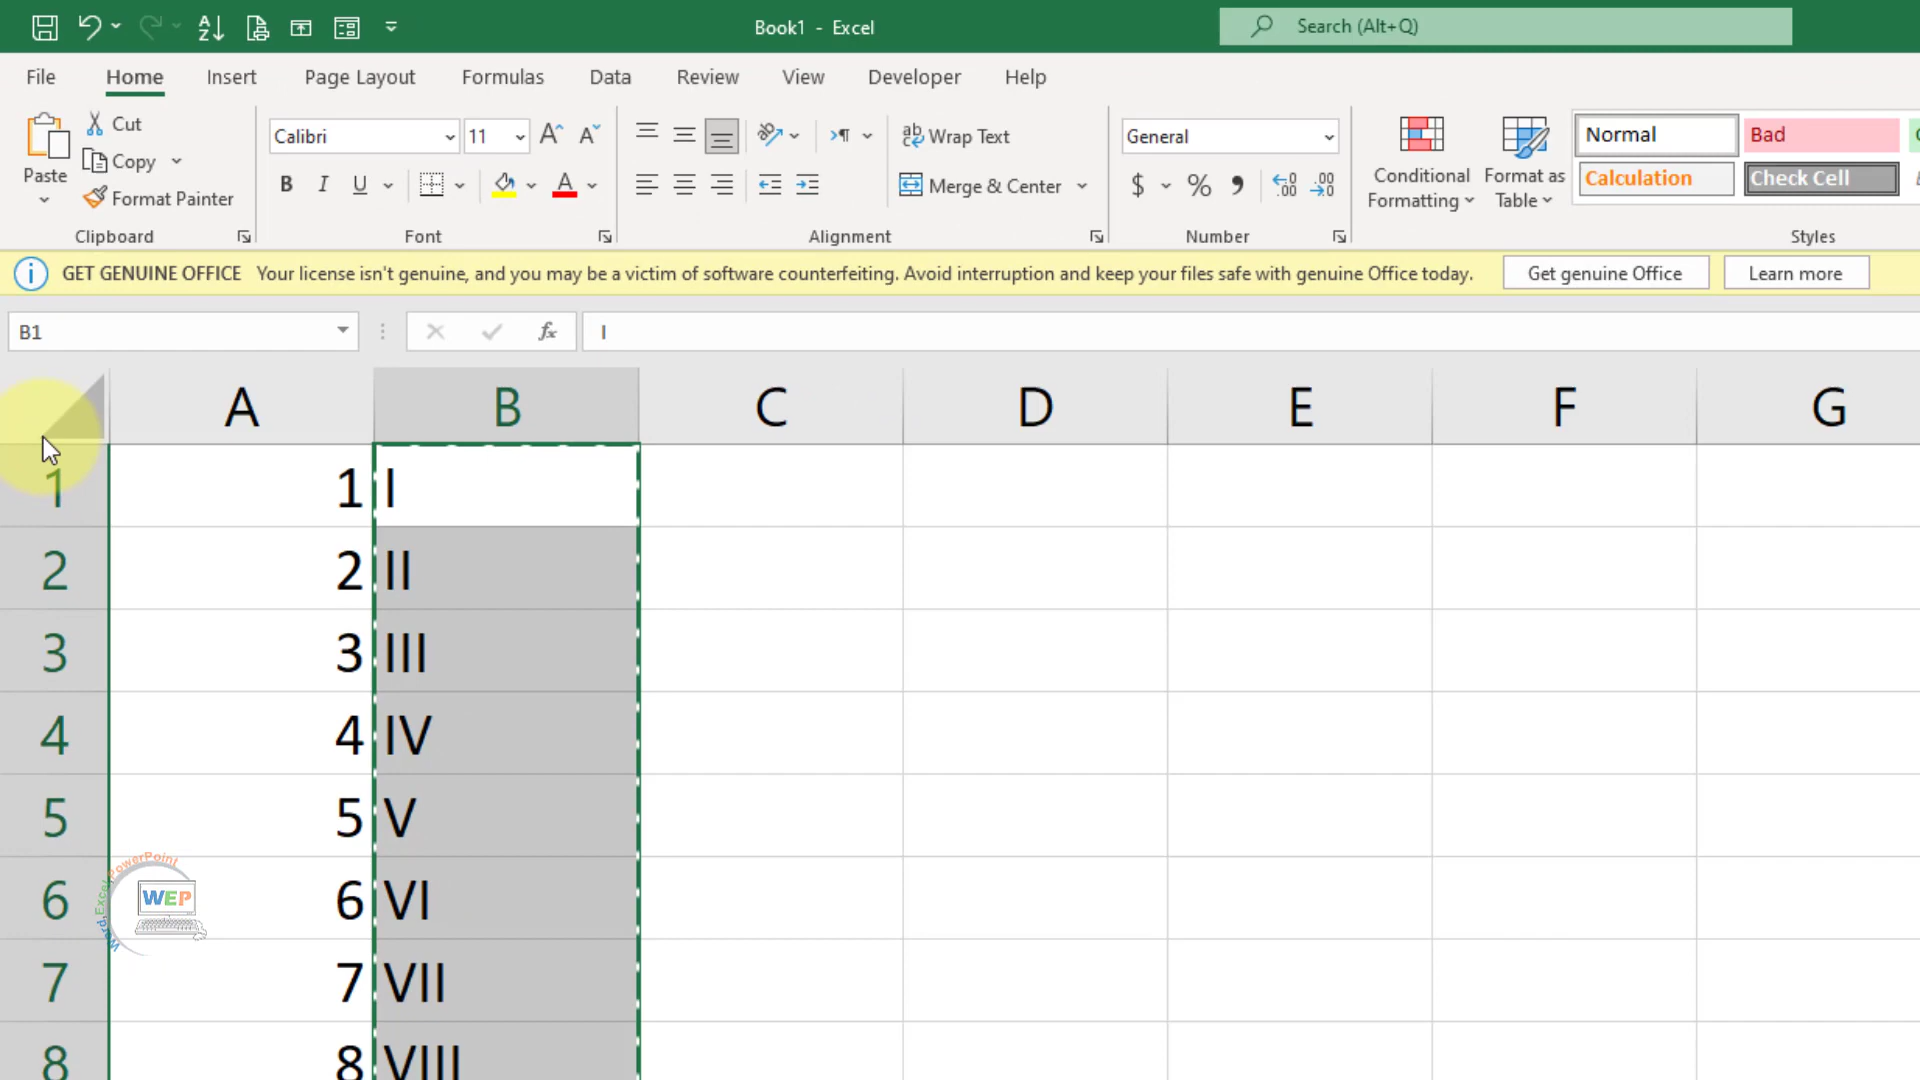 Book1 - Excel
Search (Alt+Q)
File Home Insert Page Layout Formulas Data Review View Developer Help
Paste
Cut
Copy
Format Painter
Clipboard
Calibri 11
B I U
Font
Wrap Text
Merge & Center
Alignment
General
$ % ,
Number
Conditional Formatting
Format as Table
Normal Bad
Calculation Check Cell
Styles
GET GENUINE OFFICE Your license isn't genuine, and you may be a victim of software counterfeiting. Avoid interruption and keep your files safe with genuine Office today. Get genuine Office Learn more
B1 fx I
A B C D E F G
1 1 I
2 2 II
3 3 III
4 4 IV
5 5 V
6 6 VI
7 7 VII
8 8 VIII
Word,Excel,PowerPoint
WEP